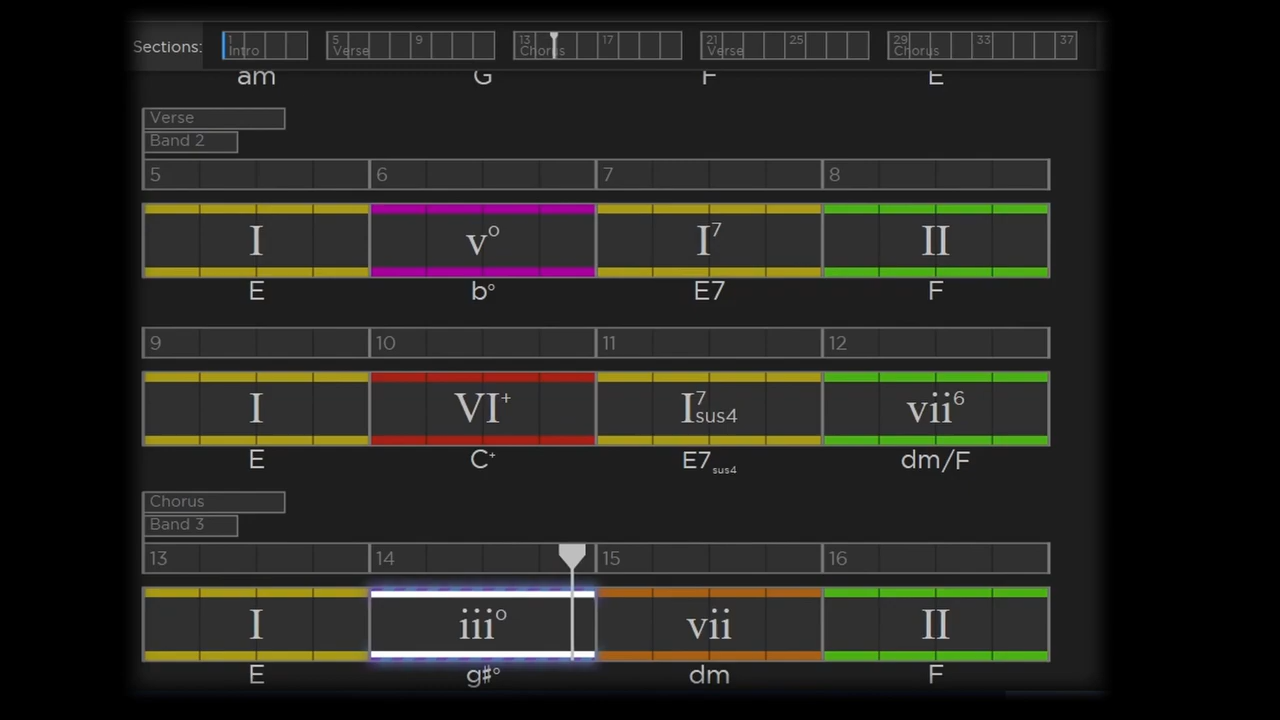 Sections: 1 Intro 5 Verse 9 13 Chorus 17 21 Verse 25 29 Chorus 33 37
am G F E
Verse
Band 2
5 6 7 8
I v° I7 II
E b° E7 F
9 10 11 12
I VI+ I7sus4 vii6
E C+ E7sus4 dm/F
Chorus
Band 3
13 14 15 16
I iii° vii II
E g♯° dm F